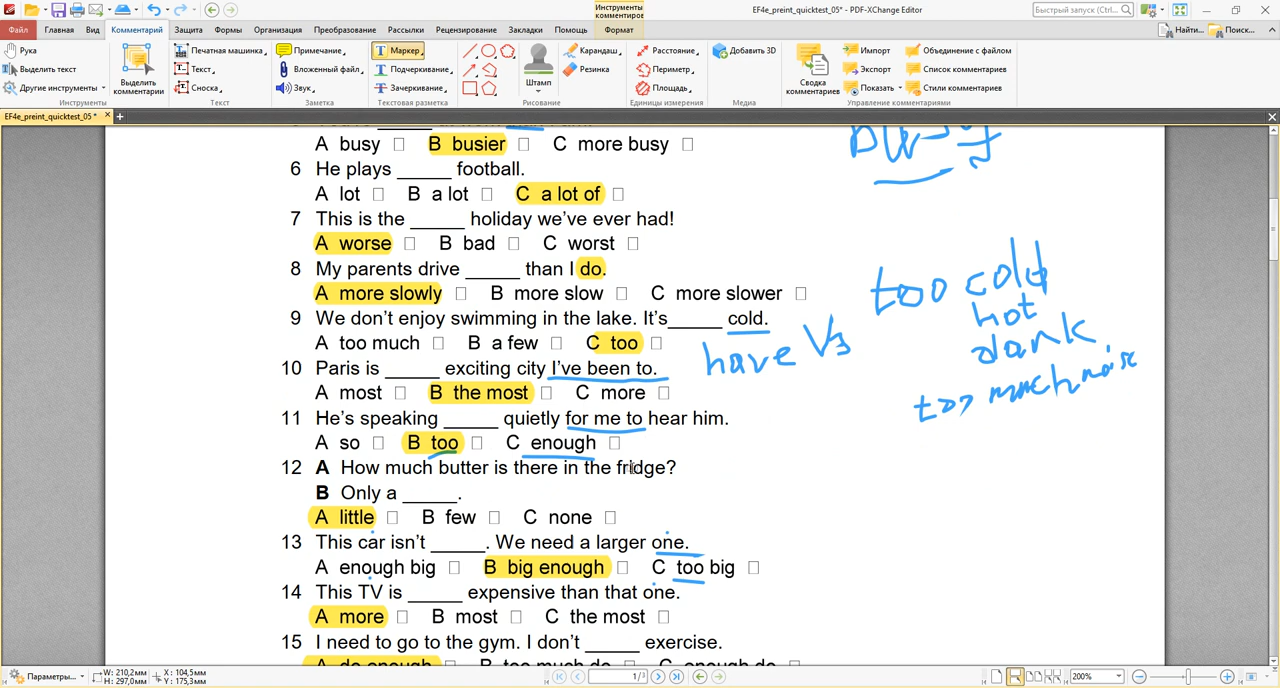 Инструменты комментиров
EF4e_preint_quicktest_05* - PDF-XChange Editor
Быстрый запуск (Ctrl...
Файл Главная Вид Комментарий Защита Форма Организация Преобразование Рассылки Рецензирование Закладки Помощь Формат Найти... Поиск...
Рука
Выделить текст
Другие инструменты
Инструменты
Выделить комментарии
Печатная машинка
Текст
Сноска
Текст
Примечание
Вложенный файл
Звук
Заметка
Маркер
Подчеркивание
Зачеркивание
Текстовая разметка
Штамп
Карандаш
Резинка
Рисование
Расстояние
Периметр
Площадь
Единицы измерения
Добавить 3D
Медиа
Сводка комментариев
Импорт
Экспорт
Показать
Объединение с файлом
Список комментариев
Стили комментариев
Управление комментариями
EF4e_preint_quicktest_05 *
A busy B busier C more busy
6 He plays _____ football.
A lot B a lot C a lot of
7 This is the _____ holiday we've ever had!
A worse B bad C worst
8 My parents drive _____ than I do.
A more slowly B more slow C more slower
9 We don't enjoy swimming in the lake. It's_____ cold.
A too much B a few C too
10 Paris is _____ exciting city I've been to.
A most B the most C more
11 He's speaking _____ quietly for me to hear him.
A so B too C enough
12 A How much butter is there in the fridge?
B Only a _____.
A little B few C none
13 This car isn't _____. We need a larger one.
A enough big B big enough C too big
14 This TV is _____ expensive than that one.
A more B most C the most
15 I need to go to the gym. I don't _____ exercise.
A do enough B too much do C enough do
too cold
hot
dark
too much noise
have V3
Параметры...
W: 210,2мм
H: 297,0мм
X: 104,5мм
Y: 175,3мм
1/3
200%